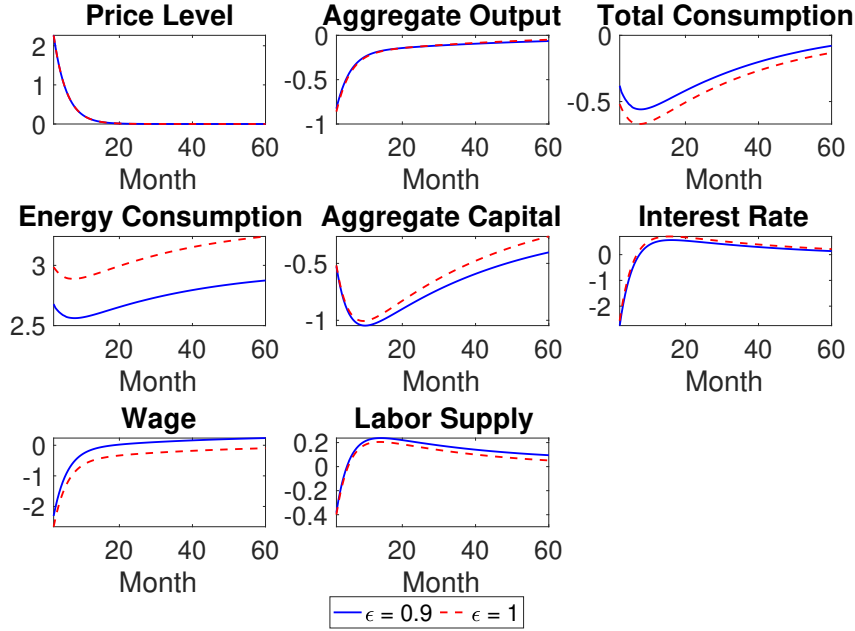 Price Level
Aggregate Output
Total Consumption
2
1
0
20
40
60
Month
0
-0.5
-1
20
40
60
Month
0
-0.5
20
40
60
Month
Energy Consumption
Aggregate Capital
Interest Rate
3
2.5
20
40
60
Month
-0.5
-1
20
40
60
Month
0
-1
-2
20
40
60
Month
Wage
Labor Supply
0
-1
-2
20
40
60
Month
0.2
0
-0.2
-0.4
20
40
60
Month
ϵ = 0.9
ϵ = 1